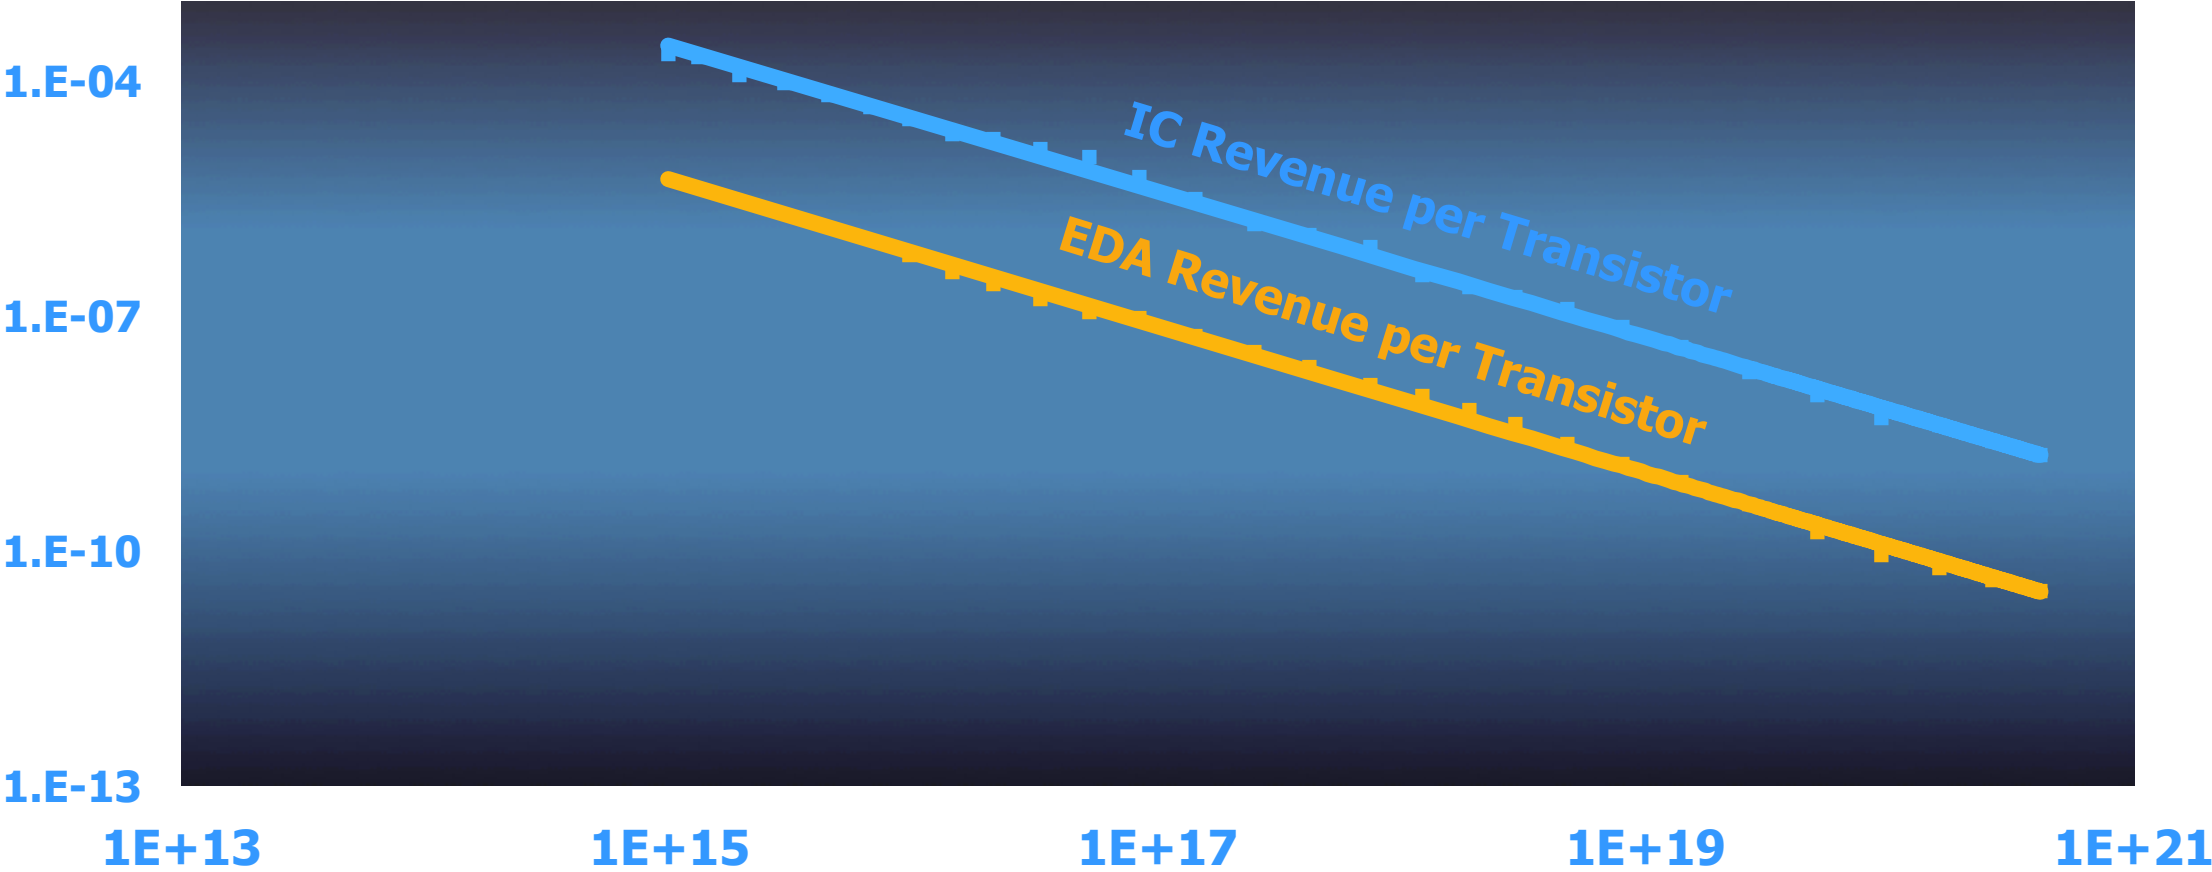 1.E-04
IC Revenue per Transistor
EDA Revenue per Transistor
1.E-07
1.E-10
1.E-13
1E+13 1E+15 1E+17 1E+19 1E+21